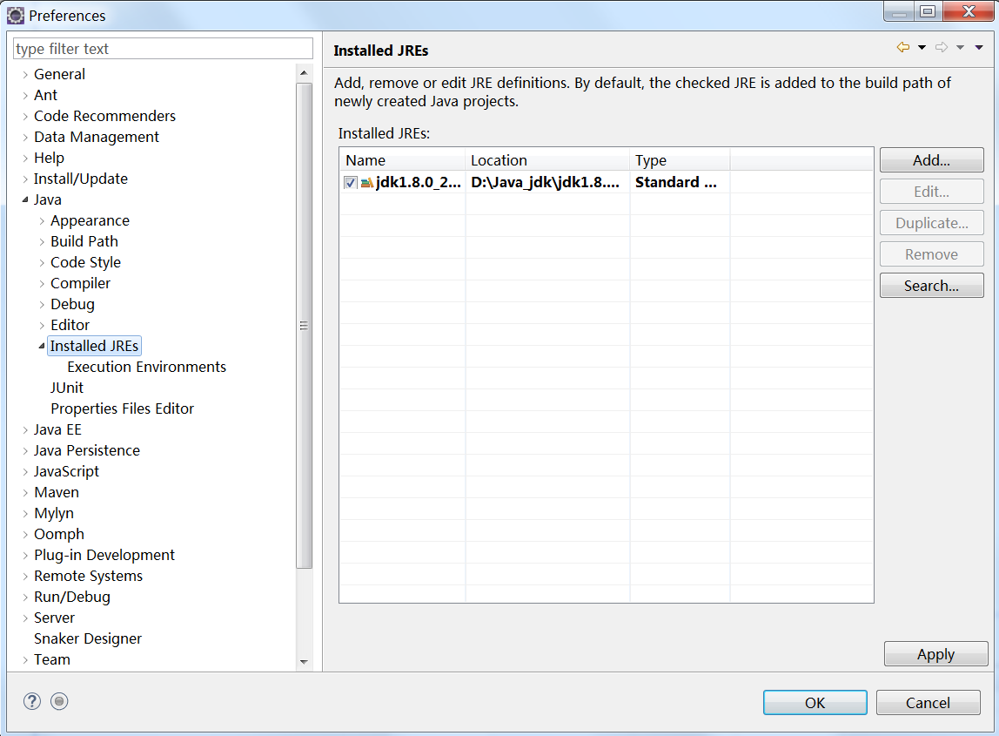 Preferences
type filter text
General
Ant
Code Recommenders
Data Management
Help
Install/Update
Java
Appearance
Build Path
Code Style
Compiler
Debug
Editor
Installed JREs
Execution Environments
JUnit
Properties Files Editor
Java EE
Java Persistence
JavaScript
Maven
Mylyn
Oomph
Plug-in Development
Remote Systems
Run/Debug
Server
Snaker Designer
Team
Installed JREs
Add, remove or edit JRE definitions. By default, the checked JRE is added to the build path of
newly created Java projects.
Installed JREs:
Name Location Type
jdk1.8.0_2... D:\Java_jdk\jdk1.8.... Standard ...
Add...
Edit...
Duplicate...
Remove
Search...
Apply
OK Cancel